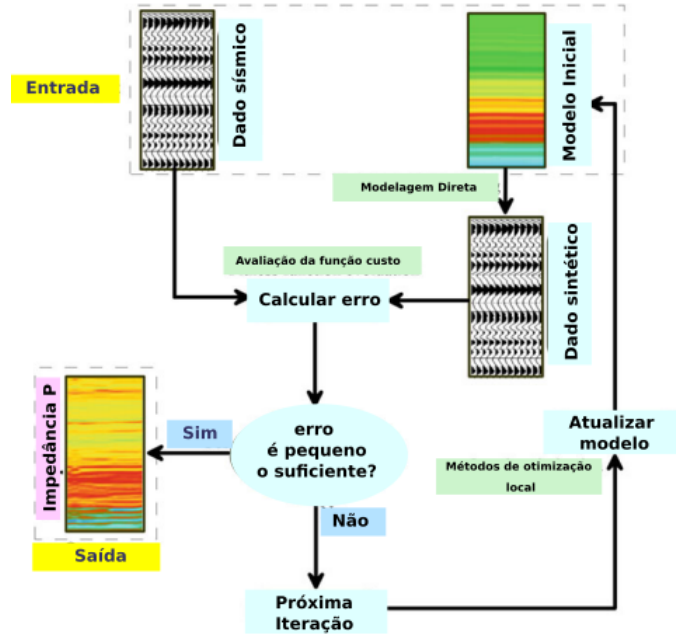 Entrada
Dado sísmico
Modelo Inicial
Modelagem Direta
Avaliação da função custo
Calcular erro
Dado sintético
Impedância P
Sim
erro
é pequeno
o suficiente?
Atualizar
modelo
Métodos de otimização
local
Não
Saída
Próxima
Iteração